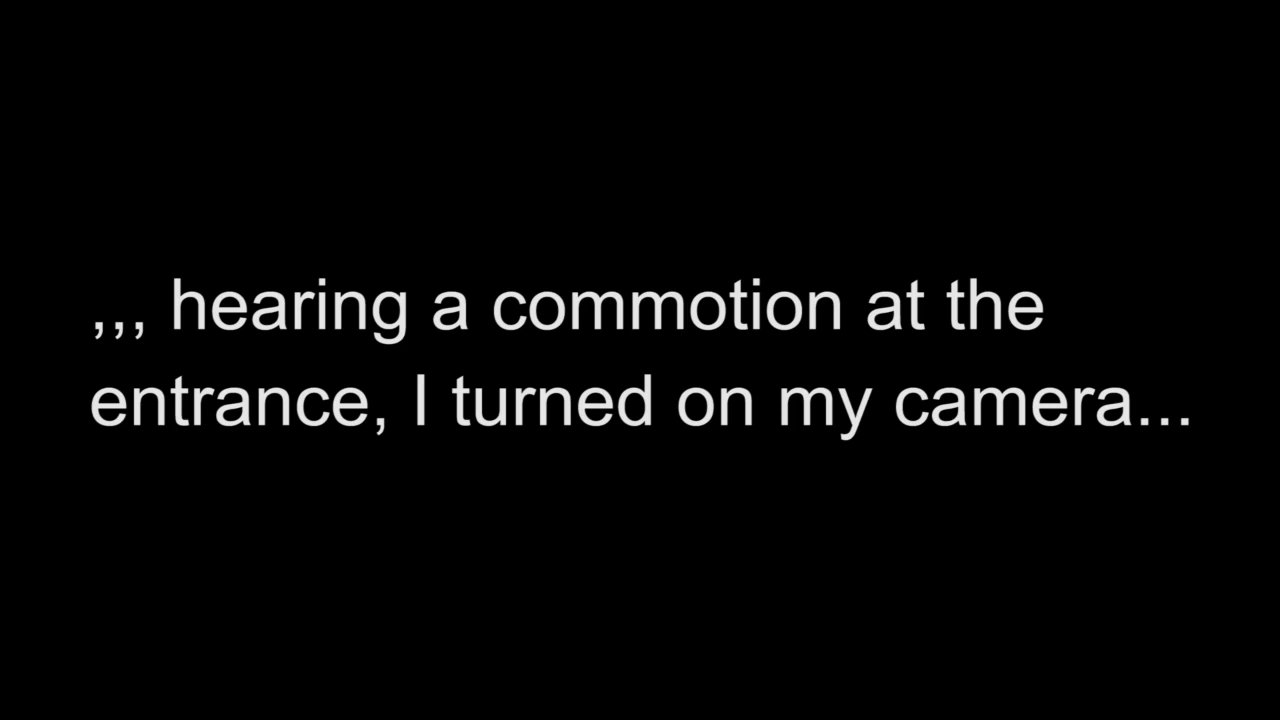 ,,, hearing a commotion at the
entrance, I turned on my camera...